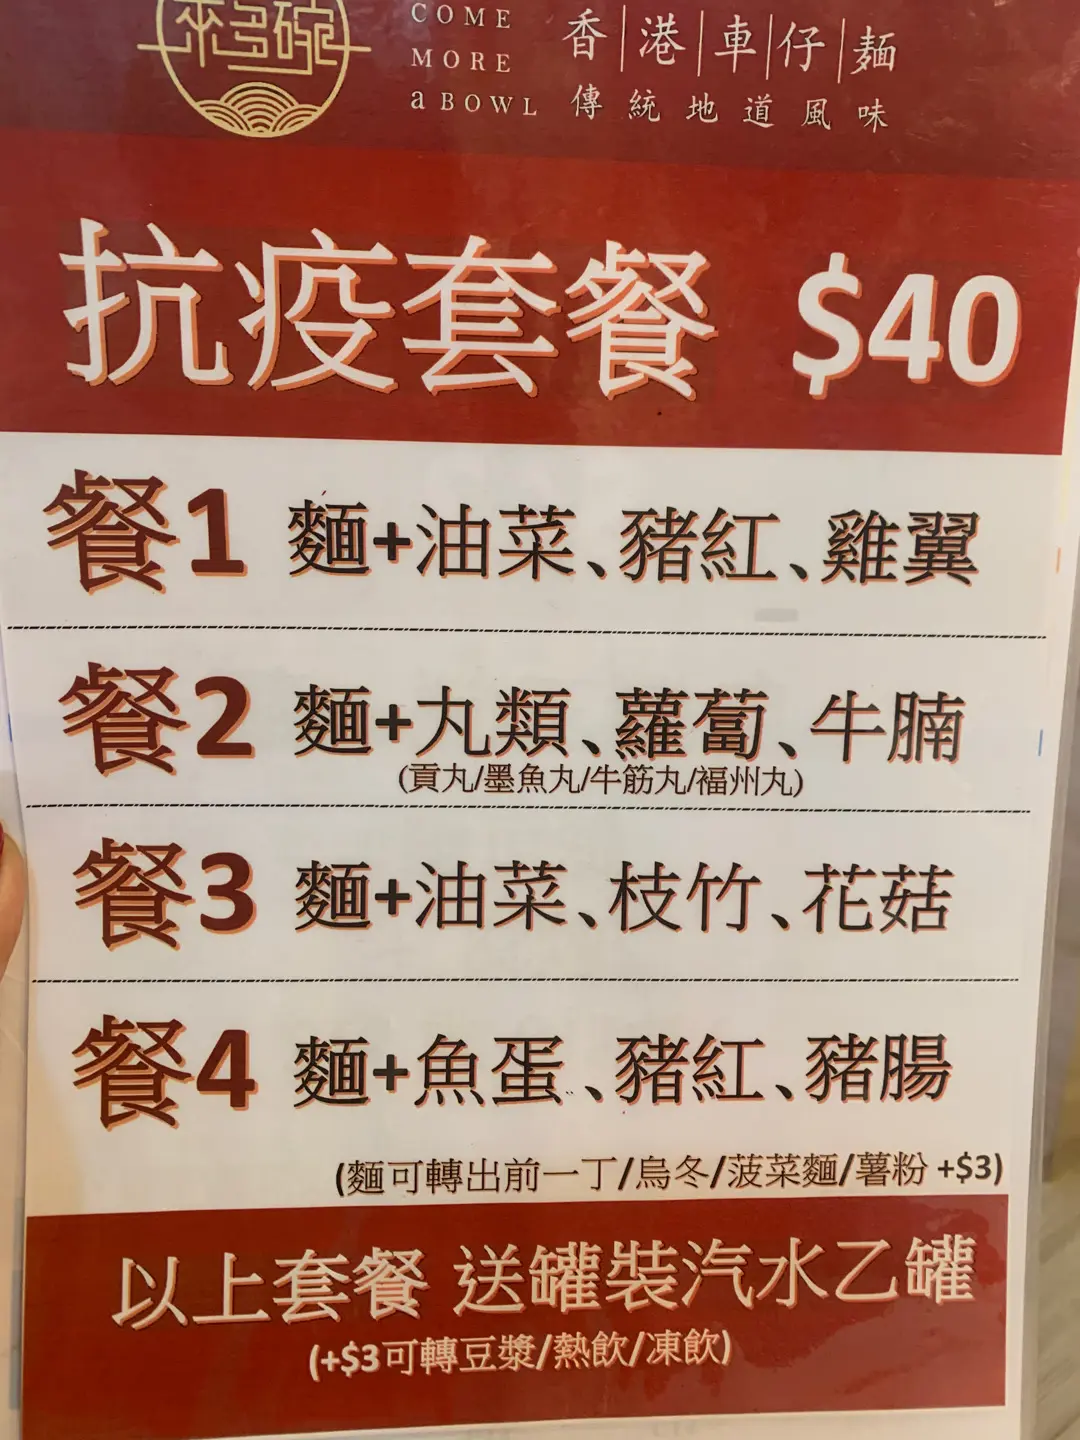 來多碗
COME
MORE
a BOWL
香|港|車|仔|麵
傳統地道風味
抗疫套餐 $40
餐1 麵+油菜、豬紅、雞翼
餐2 麵+丸類、蘿蔔、牛腩
(貢丸/墨魚丸/牛筋丸/福州丸)
餐3 麵+油菜、枝竹、花菇
餐4 麵+魚蛋、豬紅、豬腸
(麵可轉出前一丁/烏冬/菠菜麵/薯粉 +$3)
以上套餐 送罐裝汽水乙罐
(+$3可轉豆漿/熱飲/凍飲)